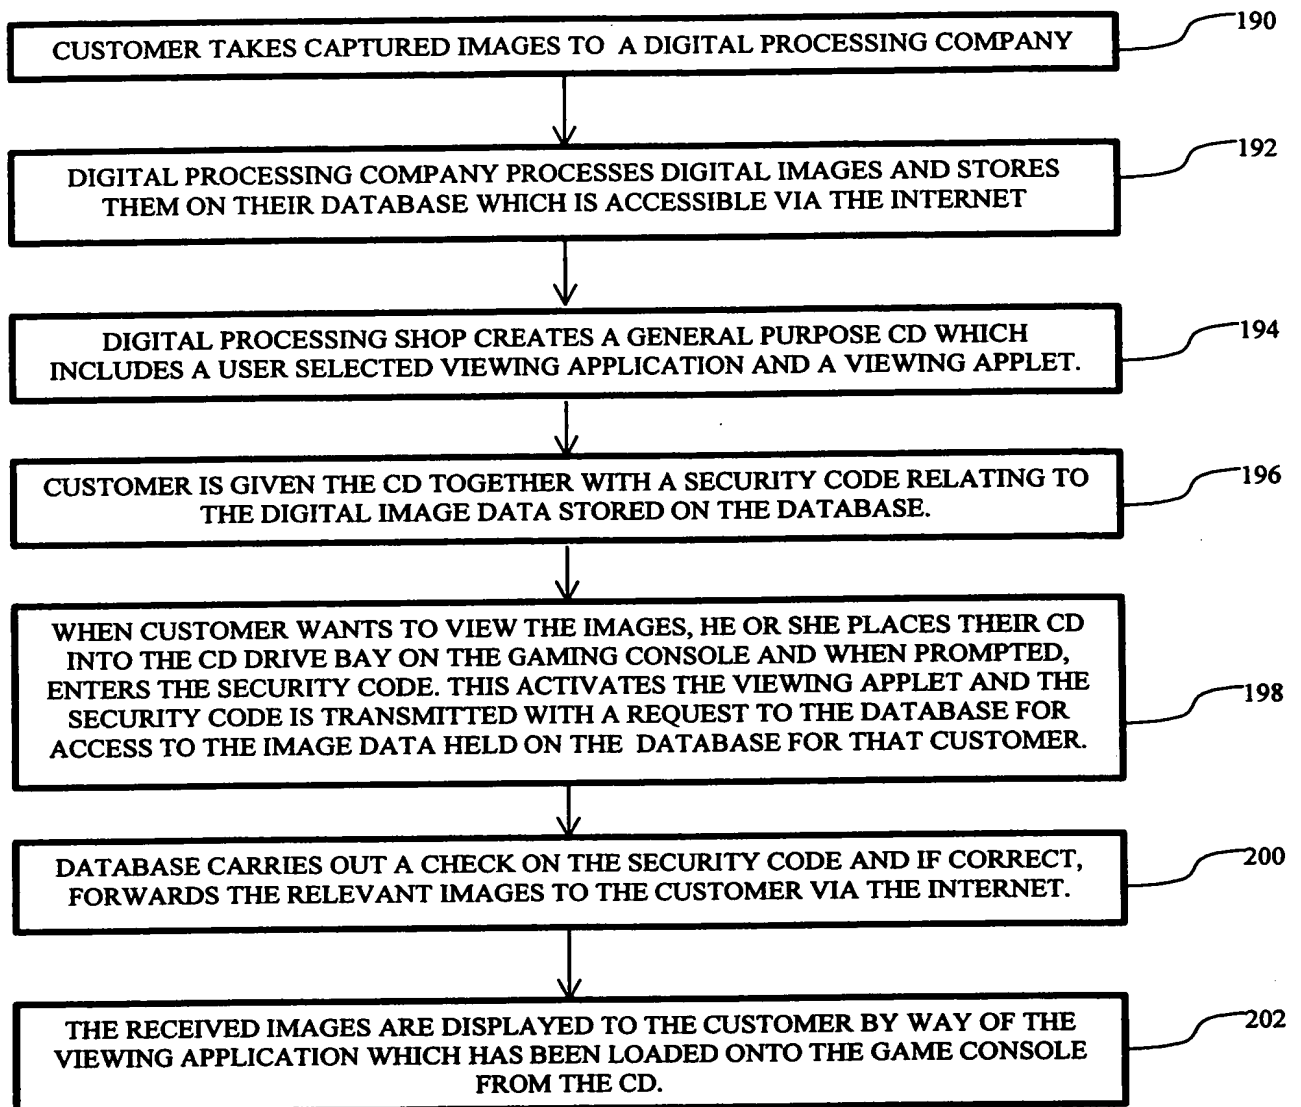 CUSTOMER TAKES CAPTURED IMAGES TO A DIGITAL PROCESSING COMPANY
190
DIGITAL PROCESSING COMPANY PROCESSES DIGITAL IMAGES AND STORES
THEM ON THEIR DATABASE WHICH IS ACCESSIBLE VIA THE INTERNET
192
DIGITAL PROCESSING SHOP CREATES A GENERAL PURPOSE CD WHICH
INCLUDES A USER SELECTED VIEWING APPLICATION AND A VIEWING APPLET.
194
CUSTOMER IS GIVEN THE CD TOGETHER WITH A SECURITY CODE RELATING TO
THE DIGITAL IMAGE DATA STORED ON THE DATABASE.
196
WHEN CUSTOMER WANTS TO VIEW THE IMAGES, HE OR SHE PLACES THEIR CD
INTO THE CD DRIVE BAY ON THE GAMING CONSOLE AND WHEN PROMPTED,
ENTERS THE SECURITY CODE. THIS ACTIVATES THE VIEWING APPLET AND THE
SECURITY CODE IS TRANSMITTED WITH A REQUEST TO THE DATABASE FOR
ACCESS TO THE IMAGE DATA HELD ON THE DATABASE FOR THAT CUSTOMER.
198
DATABASE CARRIES OUT A CHECK ON THE SECURITY CODE AND IF CORRECT,
FORWARDS THE RELEVANT IMAGES TO THE CUSTOMER VIA THE INTERNET.
200
THE RECEIVED IMAGES ARE DISPLAYED TO THE CUSTOMER BY WAY OF THE
VIEWING APPLICATION WHICH HAS BEEN LOADED ONTO THE GAME CONSOLE
FROM THE CD.
202